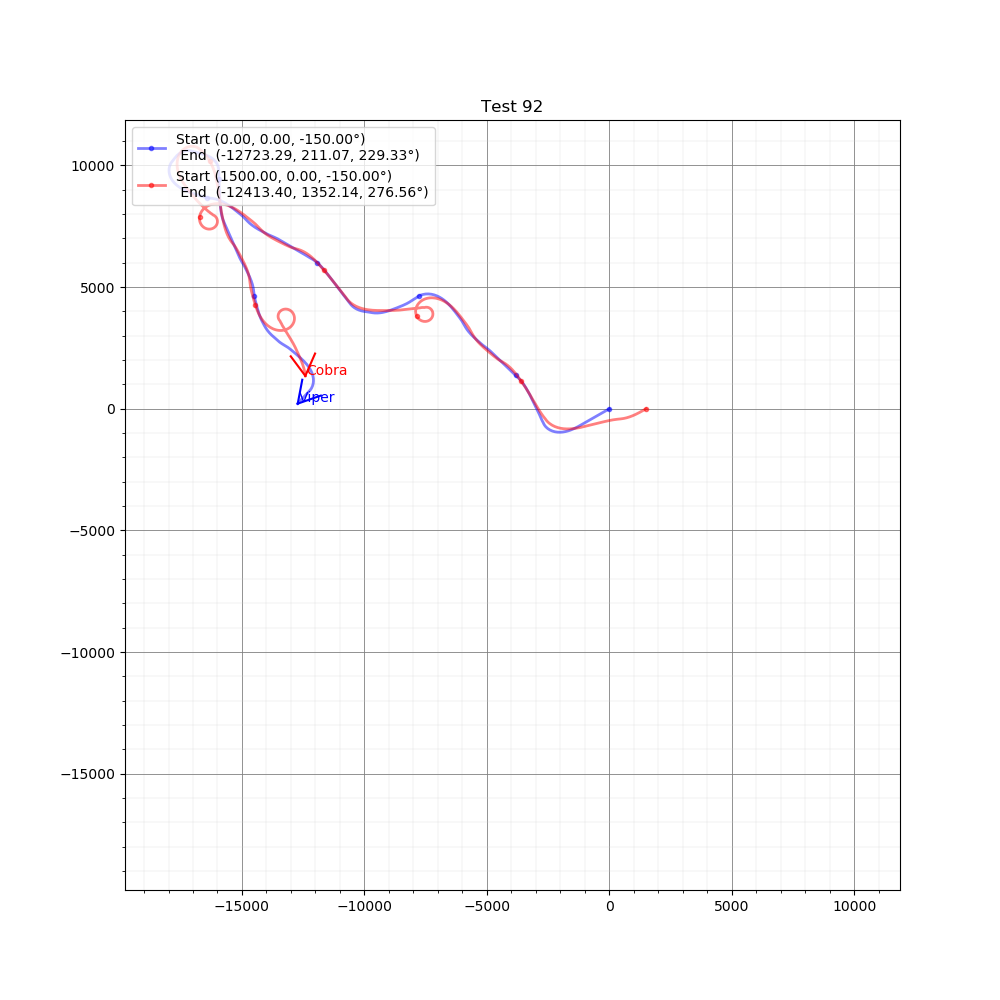 Test 92
Start (0.00, 0.00, -150.00°)
End (-12723.29, 211.07, 229.33°)
Start (1500.00, 0.00, -150.00°)
End (-12413.40, 1352.14, 276.56°)
10000
5000
0
−5000
−10000
−15000
Cobra
Viper
−15000
−10000
−5000
0
5000
10000